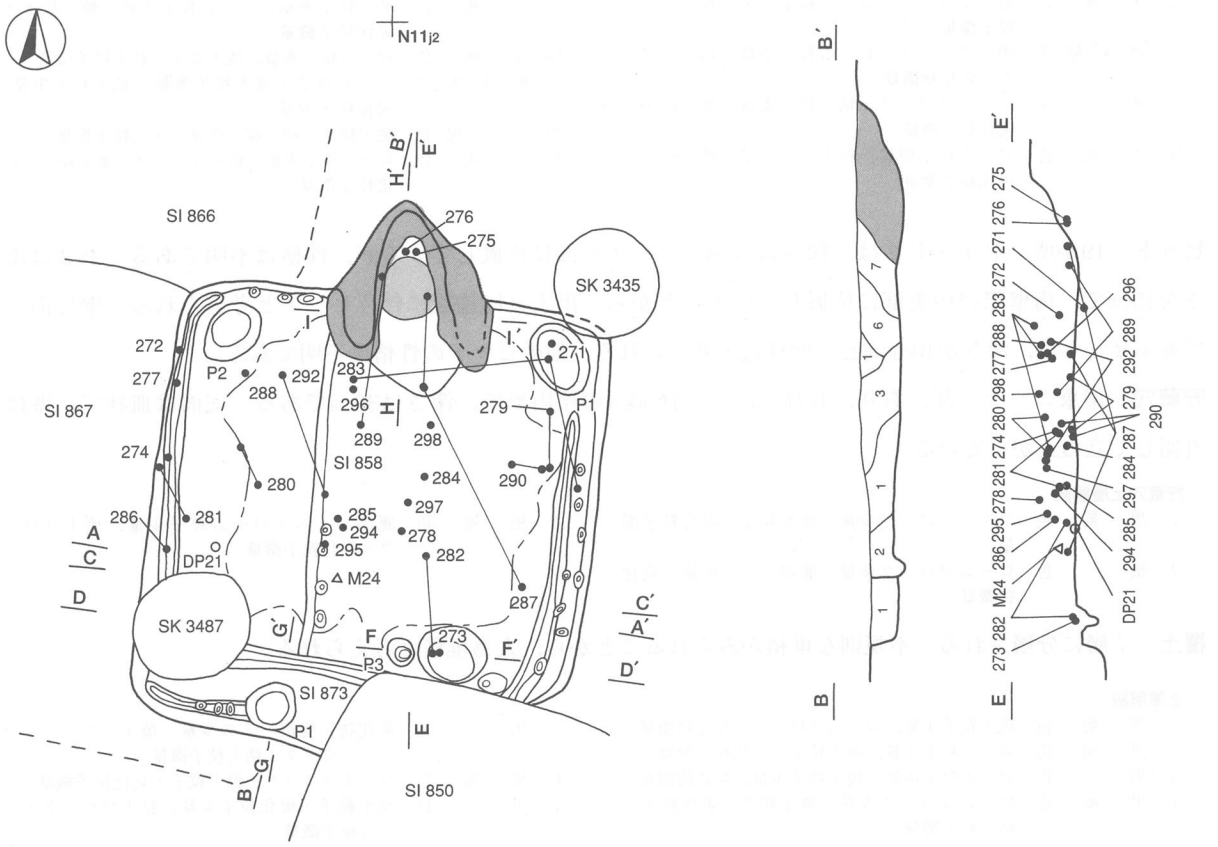 N11j2
B´
E´
B´
E´
H´
SI 866
276
275
SK 3435
I
I´
272
P2
277
288
292
283
296
289
H
298
271
P1
279
SI 867
SI 858
274
280
284
290
281
297
286
285
294
278
295
282
A
C
DP21
M24
287
D
SK 3487
G´
F
273
F´
P3
C´
A´
D´
SI 873
P1
E
B
G
SI 850
7
6
1
3
1
2
1
B
E
275
276
271
272
283
288
277
298
280
274
281
278
295
286
M24
282
273
296
289
292
279
290
287
284
297
285
294
DP21